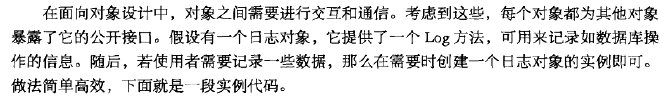 在面向对象设计中，对象之间需要进行交互和通信。考虑到这些，每个对象都为其他对象
暴露了它的公开接口。假设有一个日志对象，它提供了一个 Log 方法，可用来记录如数据库操
作的信息。随后，若使用者需要记录一些数据，那么在需要时创建一个日志对象的实例即可。
做法简单高效，下面就是一段实例代码。